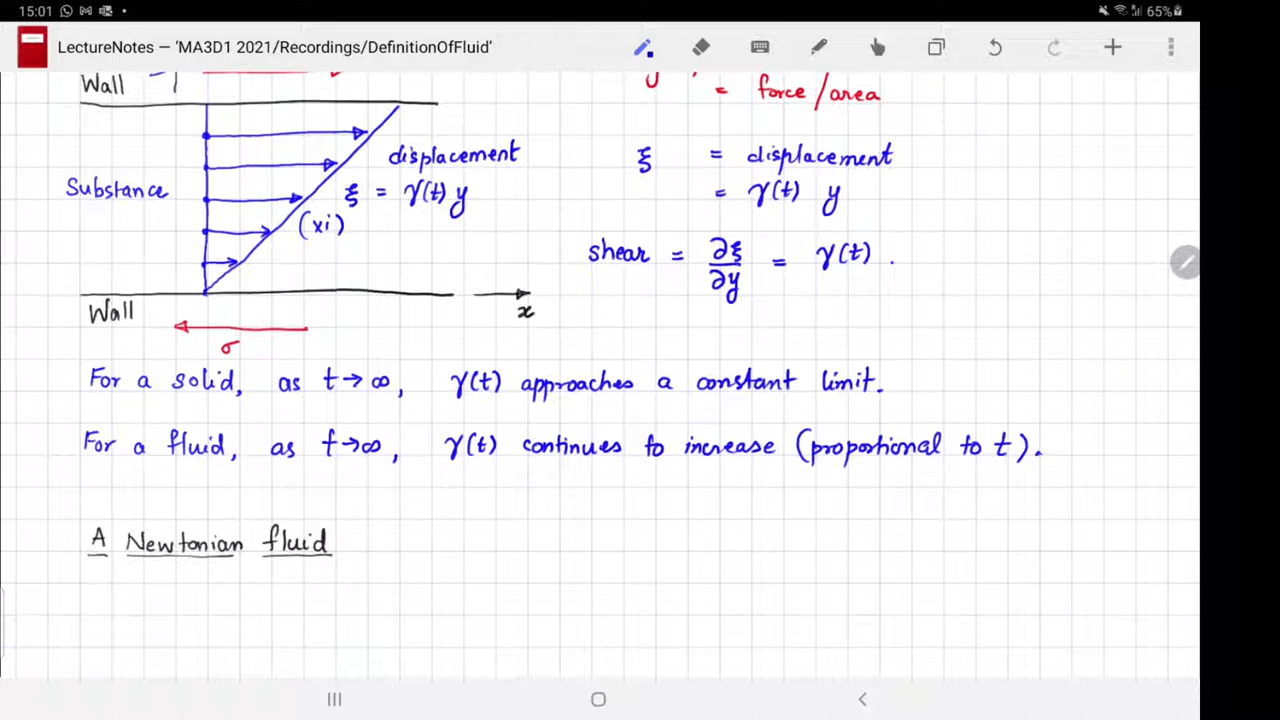 15:01 65%
LectureNotes — 'MA3D1 2021/Recordings/DefinitionOfFluid'
Wall
= force/area
displacement
ξ = γ(t) y
(xi)
Substance
ξ = displacement
= γ(t) y
shear = ∂ξ/∂y = γ(t).
Wall
x
σ
For a solid, as t→∞, γ(t) approaches a constant limit.
For a fluid, as t→∞, γ(t) continues to increase (proportional to t).
A Newtonian fluid